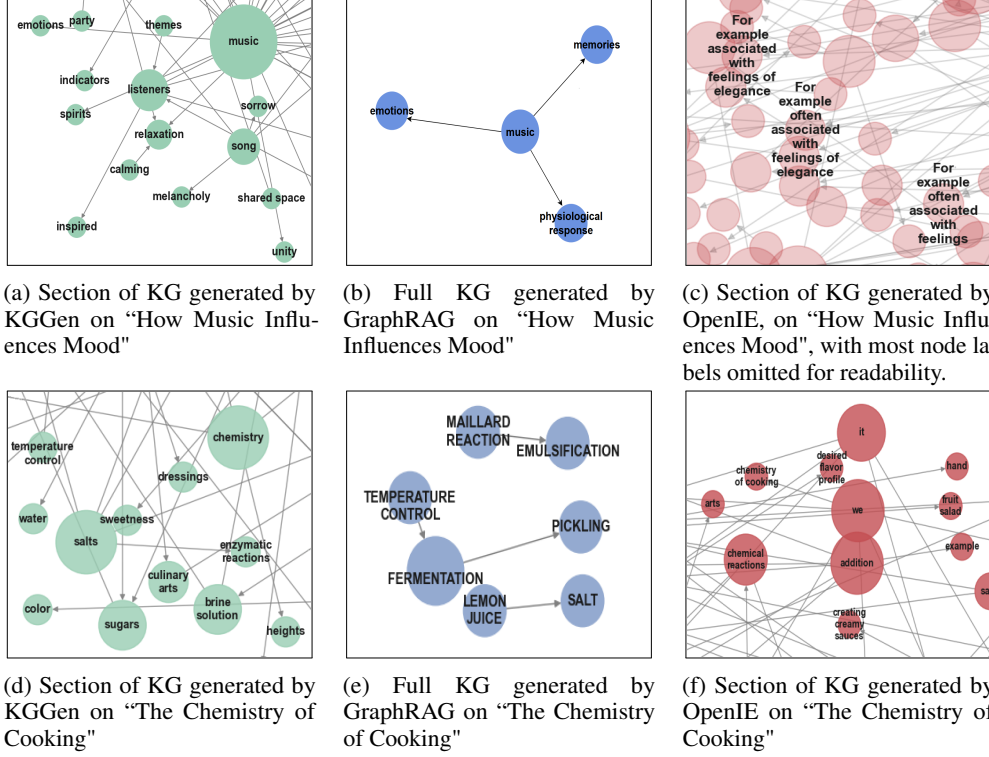 emotions
party
themes
music
indicators
listeners
spirits
sorrow
relaxation
song
calming
melancholy
shared space
inspired
unity
memories
emotions
music
physiological
response
For
example
associated
with
feelings of
elegance
For
example
often
associated
with
feelings of
elegance
For
example
often
associated
with
feelings
(a) Section of KG generated by
KGGen on “How Music Influ-
ences Mood"
(b) Full KG generated by
GraphRAG on “How Music
Influences Mood"
(c) Section of KG generated by
OpenIE, on “How Music Influ
ences Mood", with most node la
bels omitted for readability.
temperature
control
chemistry
dressings
water
sweetness
salts
enzymatic
reactions
culinary
arts
color
brine
solution
sugars
heights
MAILLARD
REACTION
EMULSIFICATION
TEMPERATURE
CONTROL
PICKLING
FERMENTATION
LEMON
JUICE
SALT
it
desired
flavor
profile
chemistry
of cooking
hand
arts
we
fruit
salad
chemical
reactions
addition
example
sa
creating
creamy
sauces
(d) Section of KG generated by
KGGen on “The Chemistry of
Cooking"
(e) Full KG generated by
GraphRAG on “The Chemistry
of Cooking"
(f) Section of KG generated by
OpenIE on “The Chemistry of
Cooking"